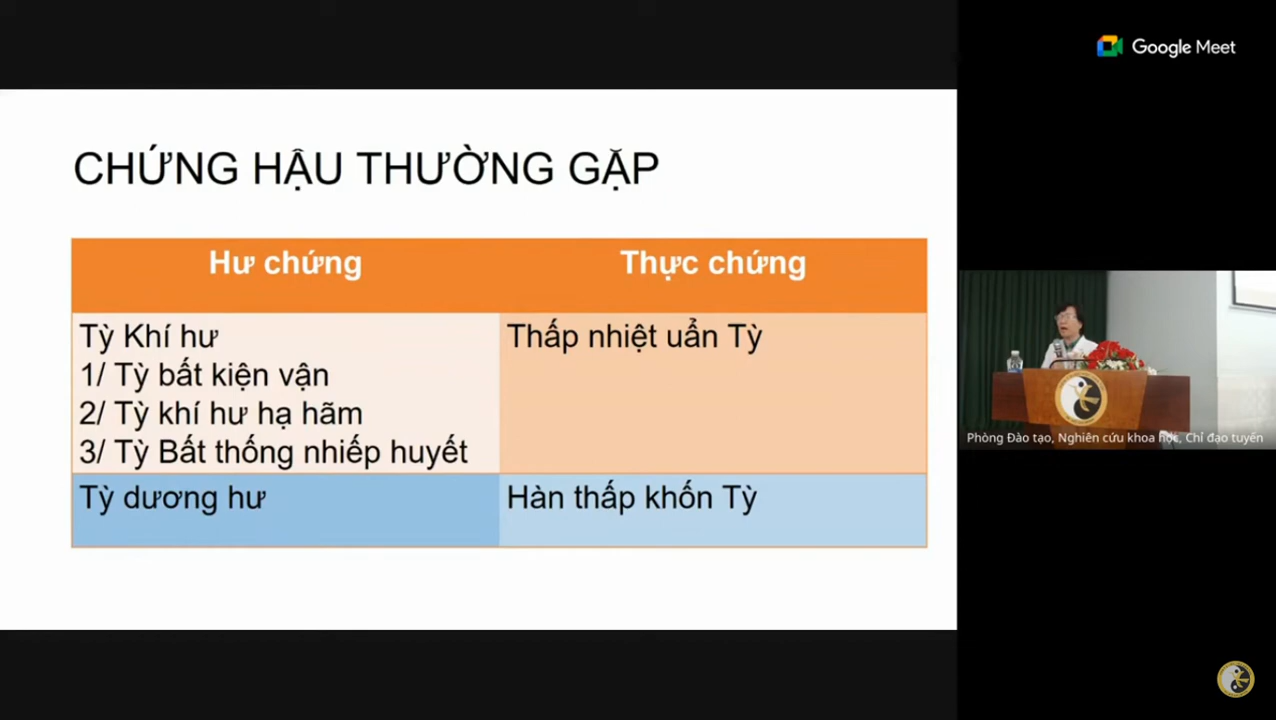 Google Meet
CHỨNG HẬU THƯỜNG GẶP
Hư chứng
Thực chứng
Tỳ Khí hư
1/ Tỳ bất kiện vận
2/ Tỳ khí hư hạ hãm
3/ Tỳ Bất thống nhiếp huyết
Thấp nhiệt uẩn Tỳ
Tỳ dương hư
Hàn thấp khốn Tỳ
Phòng Đào tạo, Nghiên cứu khoa học, Chỉ đạo tuyến